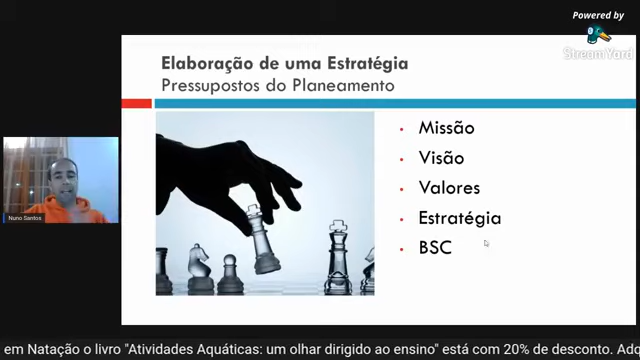 Powered by
StreamYard
Elaboração de uma Estratégia
Pressupostos do Planeamento
• Missão
• Visão
• Valores
• Estratégia
• BSC
Nuno Santos
em Natação o livro "Atividades Aquáticas: um olhar dirigido ao ensino" está com 20% de desconto. Adq